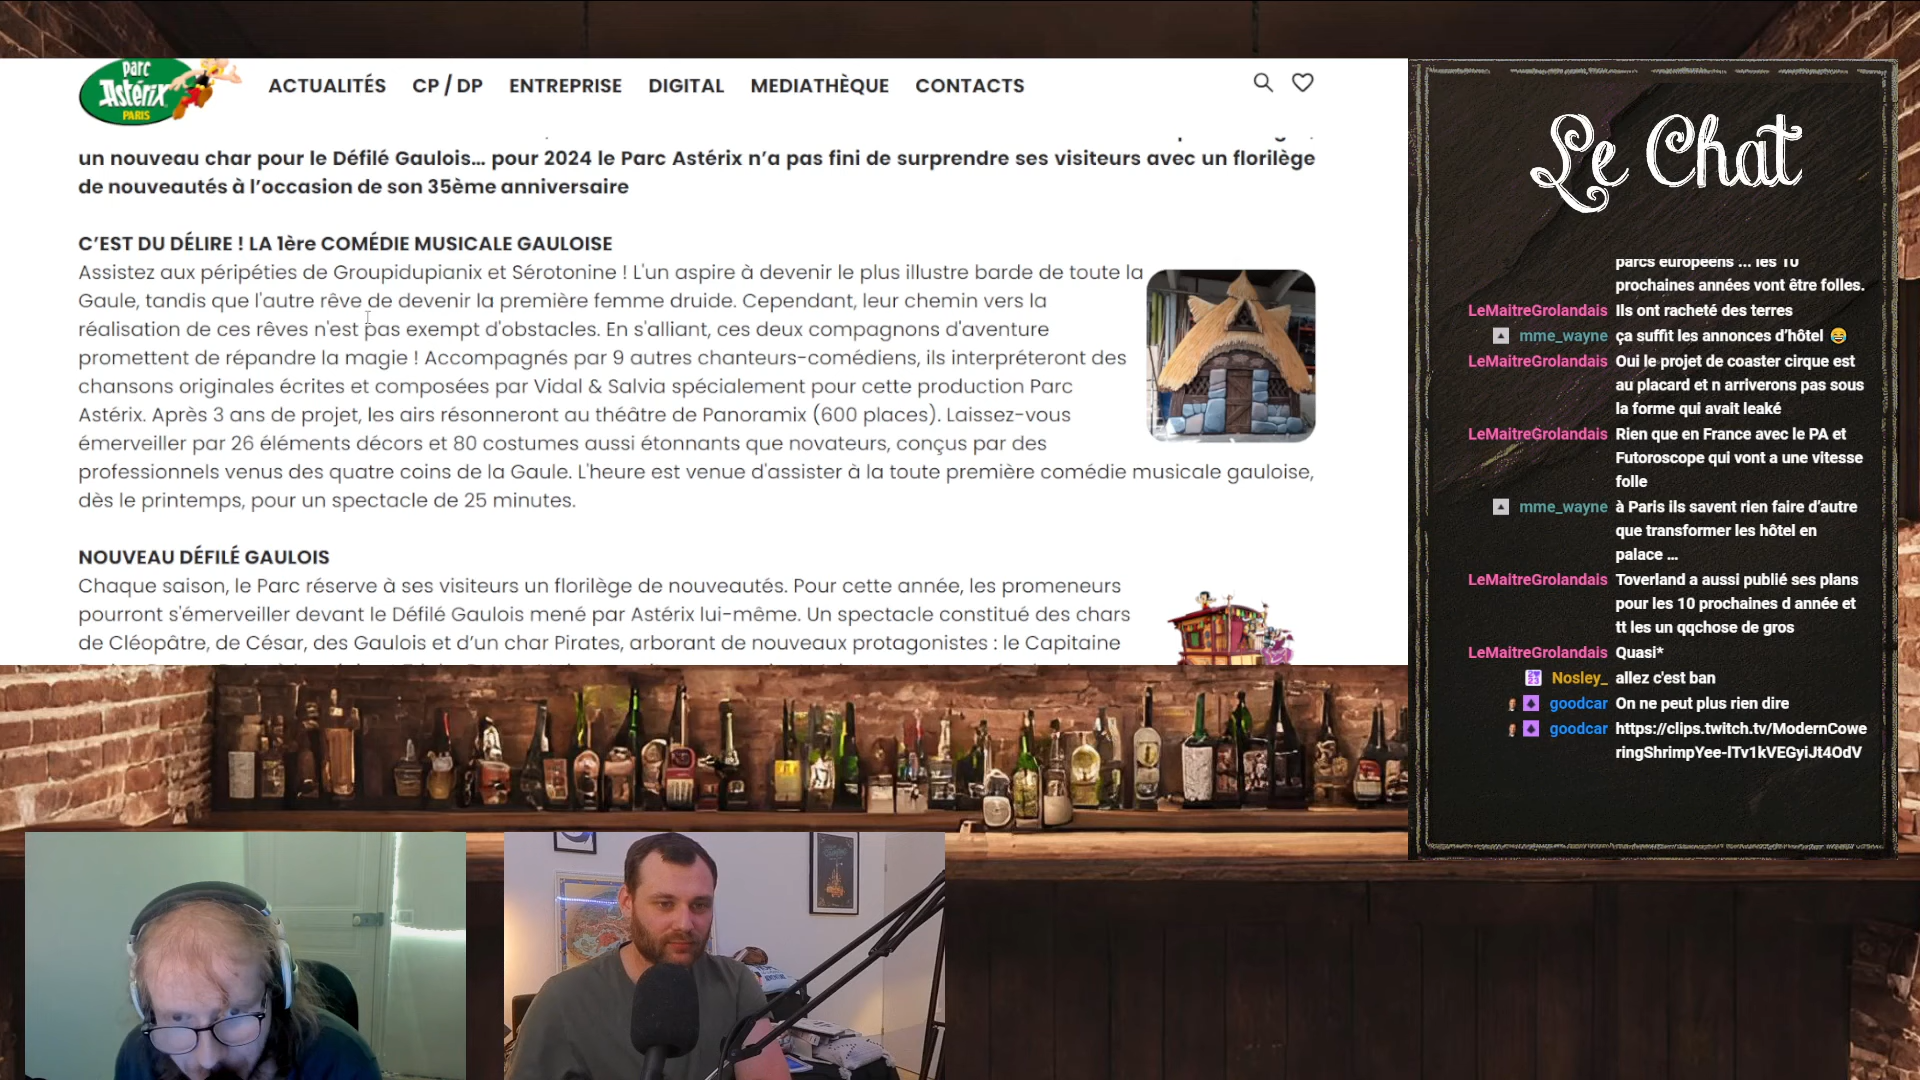 parc
Astérix
PARIS
ACTUALITÉS
CP / DP
ENTREPRISE
DIGITAL
MEDIATHÈQUE
CONTACTS
un nouveau char pour le Défilé Gaulois... pour 2024 le Parc Astérix n’a pas fini de surprendre ses visiteurs avec un florilège
de nouveautés à l’occasion de son 35ème anniversaire
C’EST DU DÉLIRE ! LA 1ère COMÉDIE MUSICALE GAULOISE
Assistez aux péripéties de Groupidupianix et Sérotonine ! L'un aspire à devenir le plus illustre barde de toute la
Gaule, tandis que l'autre rêve de devenir la première femme druide. Cependant, leur chemin vers la
réalisation de ces rêves n'est pas exempt d'obstacles. En s'alliant, ces deux compagnons d'aventure
promettent de répandre la magie ! Accompagnés par 9 autres chanteurs-comédiens, ils interpréteront des
chansons originales écrites et composées par Vidal & Salvia spécialement pour cette production Parc
Astérix. Après 3 ans de projet, les airs résonneront au théâtre de Panoramix (600 places). Laissez-vous
émerveiller par 26 éléments décors et 80 costumes aussi étonnants que novateurs, conçus par des
professionnels venus des quatre coins de la Gaule. L'heure est venue d'assister à la toute première comédie musicale gauloise,
dès le printemps, pour un spectacle de 25 minutes.
NOUVEAU DÉFILÉ GAULOIS
Chaque saison, le Parc réserve à ses visiteurs un florilège de nouveautés. Pour cette année, les promeneurs
pourront s'émerveiller devant le Défilé Gaulois mené par Astérix lui-même. Un spectacle constitué des chars
de Cléopâtre, de César, des Gaulois et d’un char Pirates, arborant de nouveaux protagonistes : le Capitaine
Le Chat
parcs européens ... les 10
prochaines années vont être folles.
LeMaitreGrolandais Ils ont racheté des terres
mme_wayne ça suffit les annonces d’hôtel 😂
LeMaitreGrolandais Oui le projet de coaster cirque est
au placard et n arriverons pas sous
la forme qui avait leaké
LeMaitreGrolandais Rien que en France avec le PA et
Futoroscope qui vont a une vitesse
folle
mme_wayne à Paris ils savent rien faire d’autre
que transformer les hôtel en
palace ...
LeMaitreGrolandais Toverland a aussi publié ses plans
pour les 10 prochaines d année et
tt les un qqchose de gros
LeMaitreGrolandais Quasi*
Nosley_ allez c'est ban
goodcar On ne peut plus rien dire
goodcar https://clips.twitch.tv/ModernCowe
ringShrimpYee-lTv1kVEGyiJt4OdV